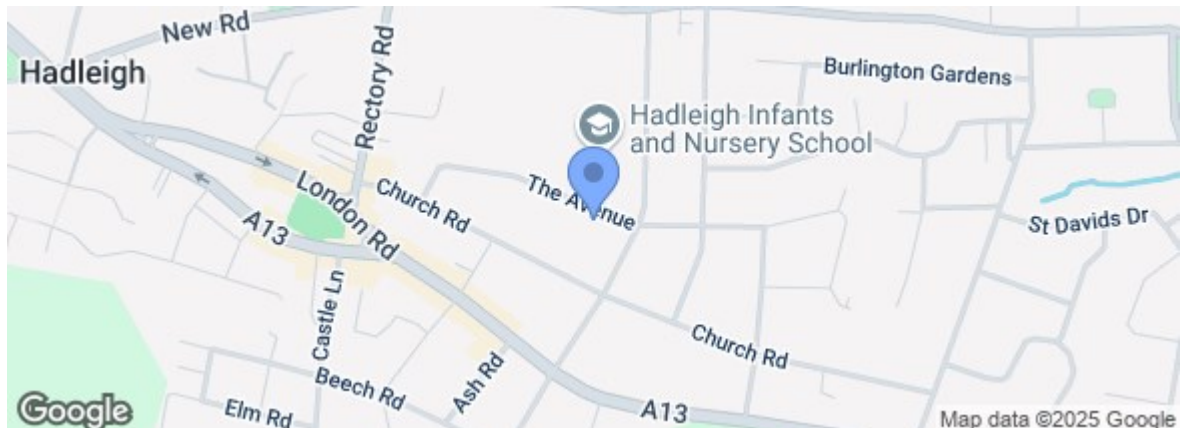 New Rd
Hadleigh
Rectory Rd
Burlington Gardens
Hadleigh Infants
and Nursery School
London Rd
Church Rd
The Avenue
St Davids Dr
A13
Castle Ln
Church Rd
Beech Rd
Ash Rd
Elm Rd
A13
Google
Map data ©2025 Google